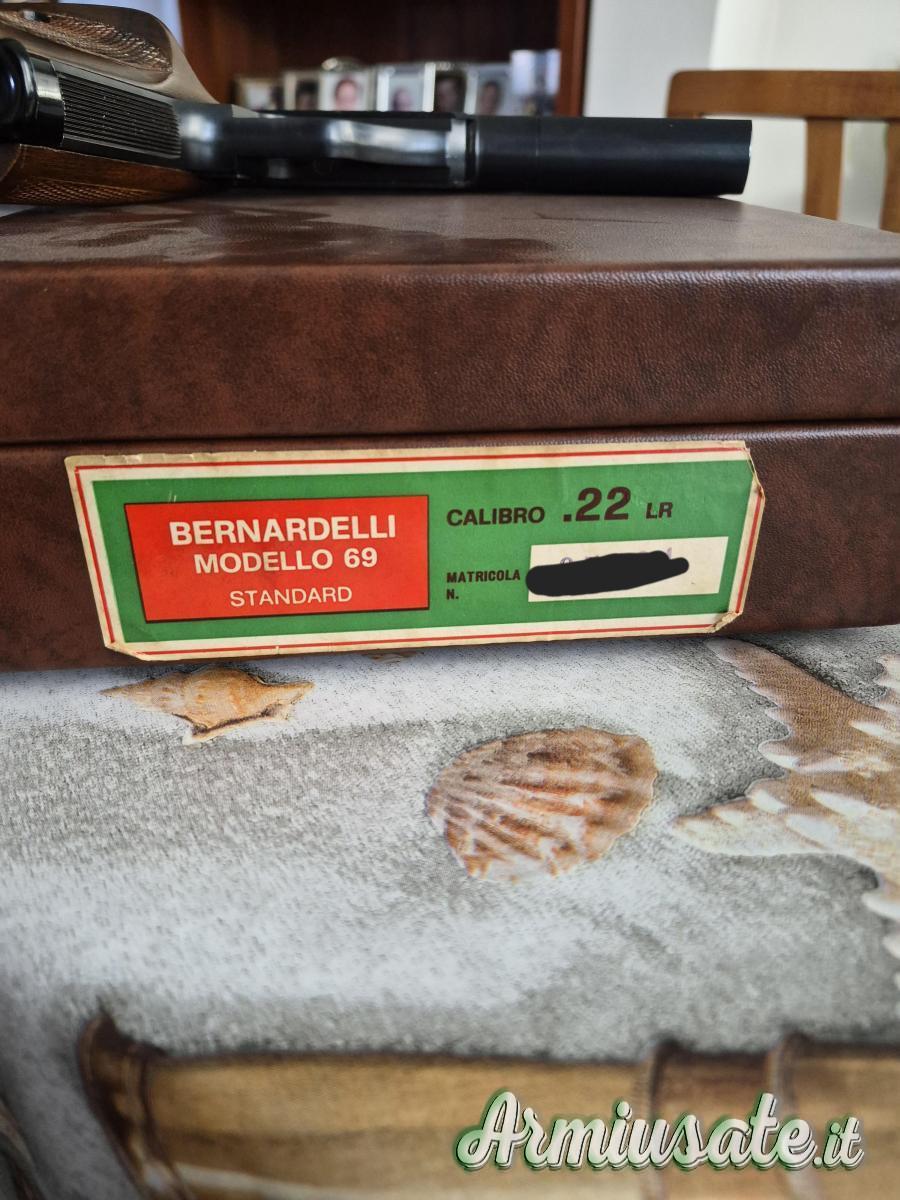 BERNARDELLI
MODELLO 69
STANDARD
CALIBRO .22 LR
MATRICOLA
N.
Armiusate.it